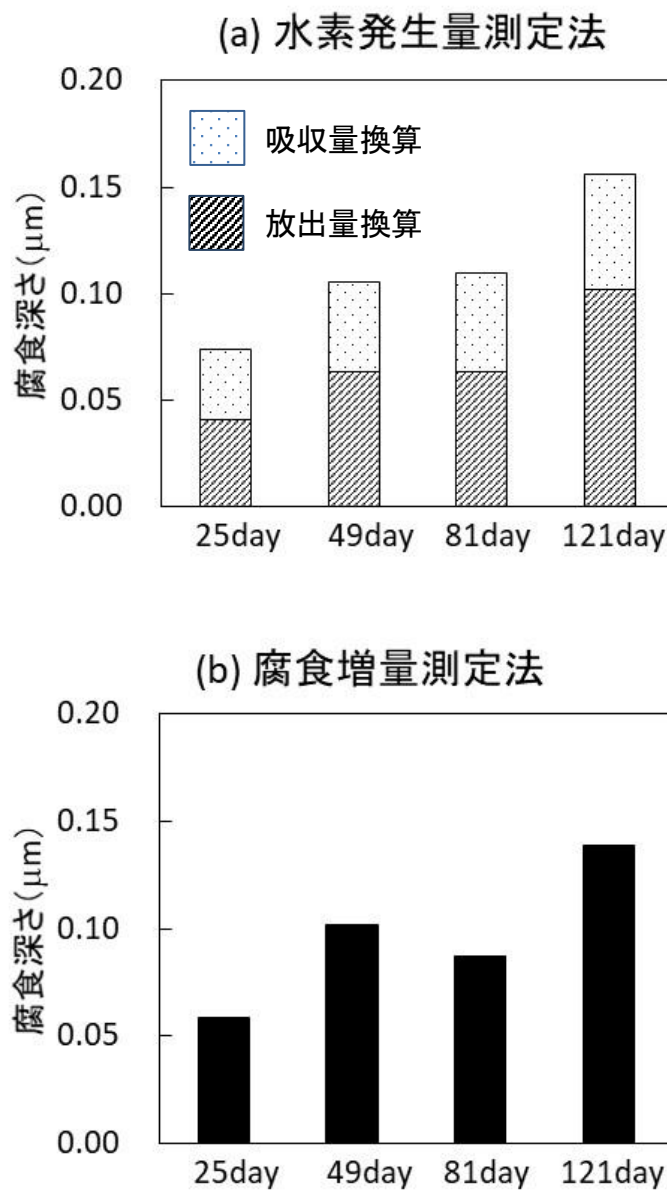 (a) 水素発生量測定法
0.20
0.15
0.10
0.05
0.00
腐食深さ(μm)
吸収量換算
放出量換算
25day 49day 81day 121day
(b) 腐食増量測定法
0.20
0.15
0.10
0.05
0.00
腐食深さ(μm)
25day 49day 81day 121day